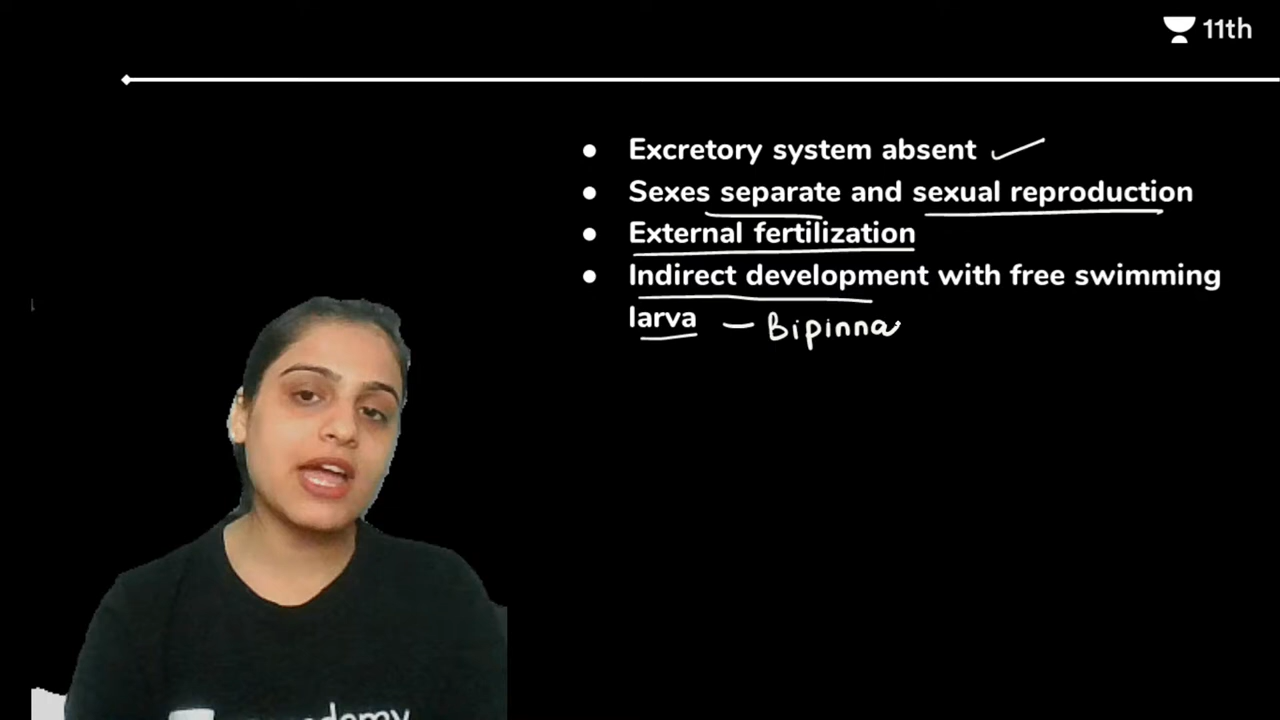 11th
● Excretory system absent
● Sexes separate and sexual reproduction
● External fertilization
● Indirect development with free swimming
larva — Bipinna